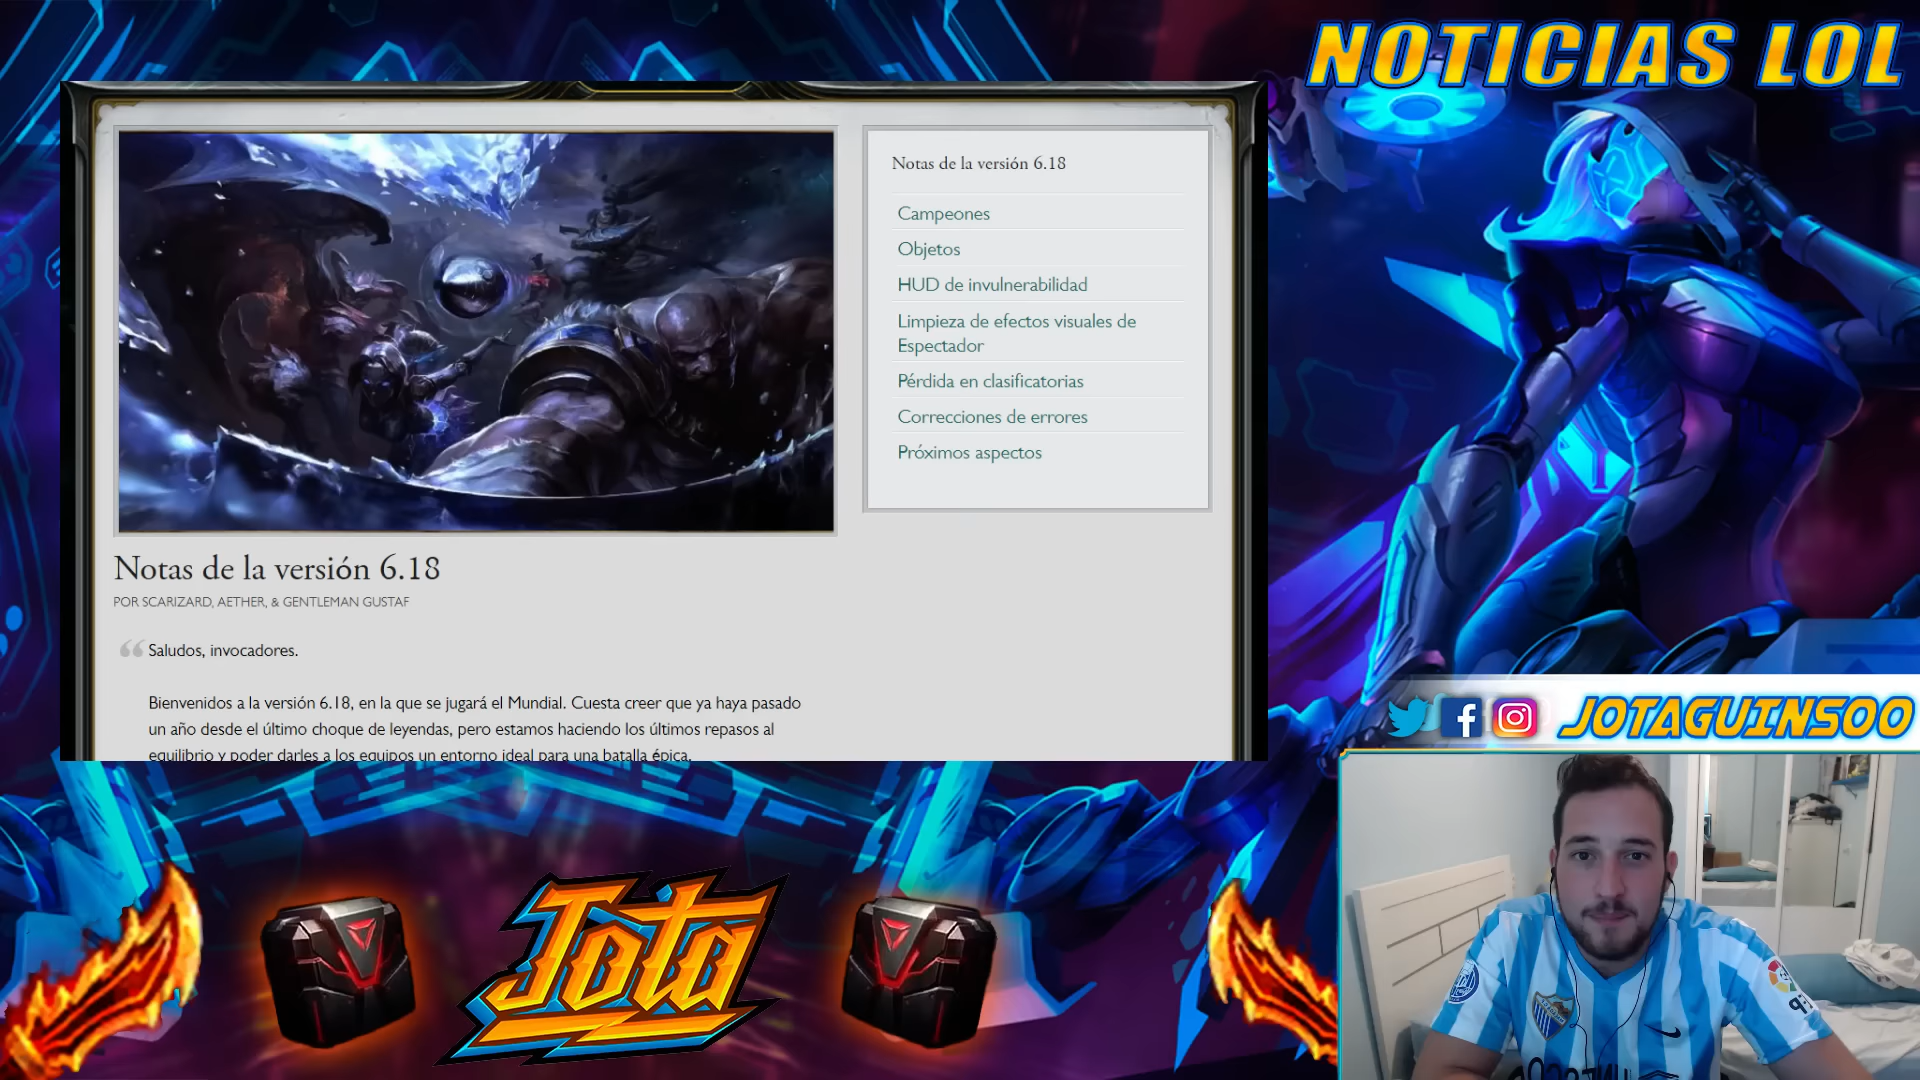 NOTICIAS LOL
Notas de la versión 6.18
Campeones
Objetos
HUD de invulnerabilidad
Limpieza de efectos visuales de
Espectador
Pérdida en clasificatorias
Correcciones de errores
Próximos aspectos
Notas de la versión 6.18
POR SCARIZARD, AETHER, & GENTLEMAN GUSTAF
Saludos, invocadores.
Bienvenidos a la versión 6.18, en la que se jugará el Mundial. Cuesta creer que ya haya pasado
un año desde el último choque de leyendas, pero estamos haciendo los últimos repasos al
equilibrio y poder darles a los equipos un entorno ideal para una batalla épica.
JOTAGUINSOO
Jota